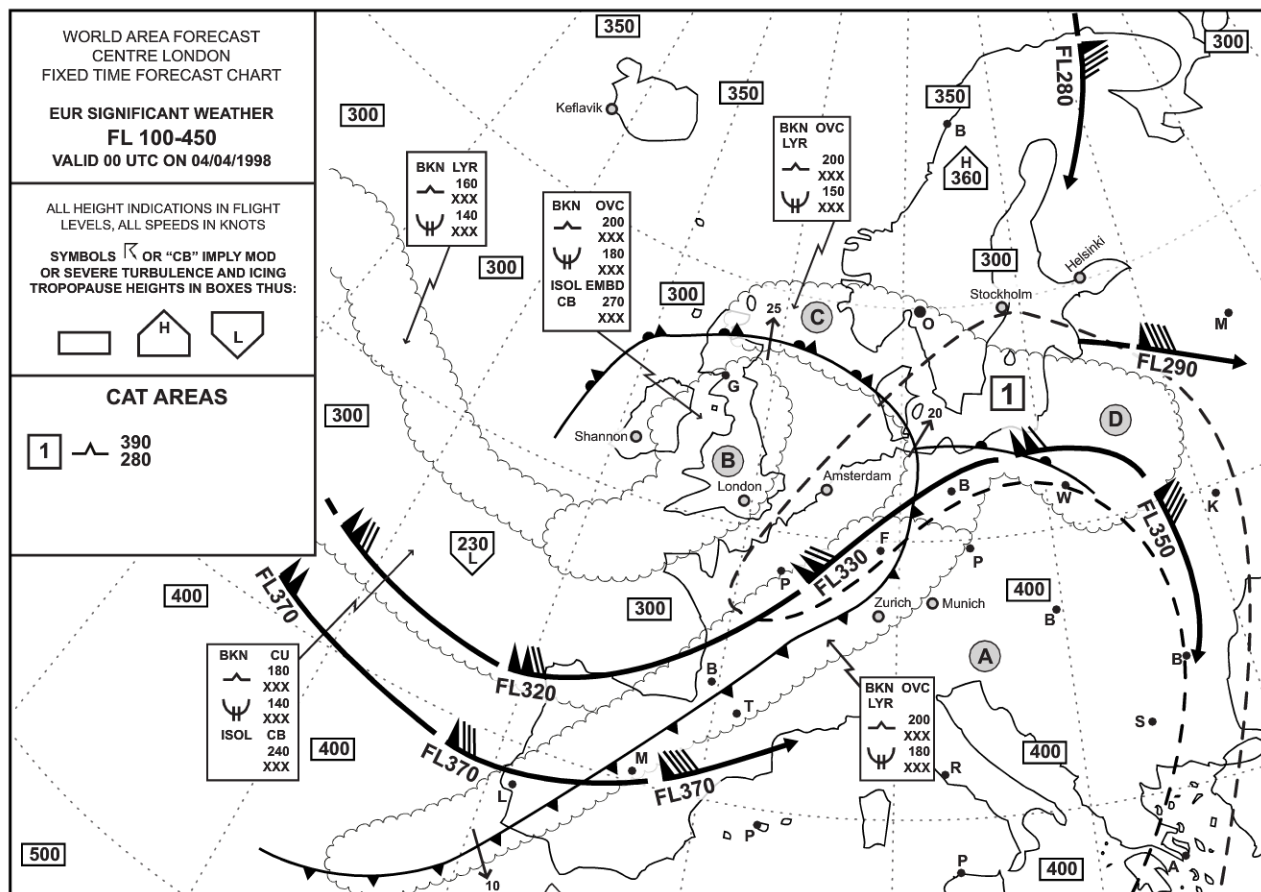 WORLD AREA FORECAST
CENTRE LONDON
FIXED TIME FORECAST CHART
EUR SIGNIFICANT WEATHER
FL 100-450
VALID 00 UTC ON 04/04/1998
ALL HEIGHT INDICATIONS IN FLIGHT
LEVELS, ALL SPEEDS IN KNOTS
SYMBOLS OR “CB” IMPLY MOD
OR SEVERE TURBULENCE AND ICING
TROPOPAUSE HEIGHTS IN BOXES THUS:
H
L
CAT AREAS
1
390
280
350
300
FL280
Keflavik
350
350
300
B
H
360
BKN OVC
LYR
200
XXX
150
XXX
BKN LYR
160
XXX
140
XXX
BKN OVC
200
XXX
180
XXX
ISOL EMBD
CB 270
XXX
300
300
300
Helsinki
Stockholm
25
C
O
M
FL290
G
1
300
Shannon
B
London
Amsterdam
20
D
B
W
K
FL350
230
L
F
P
P
FL330
FL370
400
300
Zurich
Munich
400
B
B
A
BKN CU
180
XXX
140
XXX
ISOL CB
240
XXX
FL320
B
T
BKN OVC
LYR
200
XXX
180
XXX
S
400
FL370
M
FL370
L
400
R
P
500
10
P
400
A